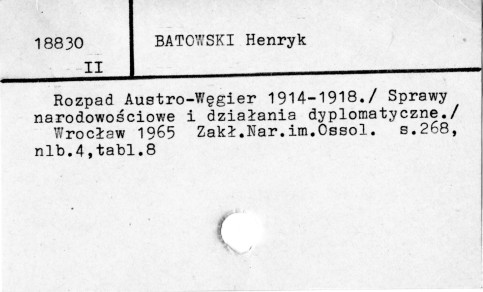 18830
II
BATOWSKI Henryk
Rozpad Austro-Węgier 1914-1918./ Sprawy
narodowościowe i działania dyplomatyczne./
Wrocław 1965 Zakł.Nar.im.Ossol. s.268,
nlb.4,tabl.8